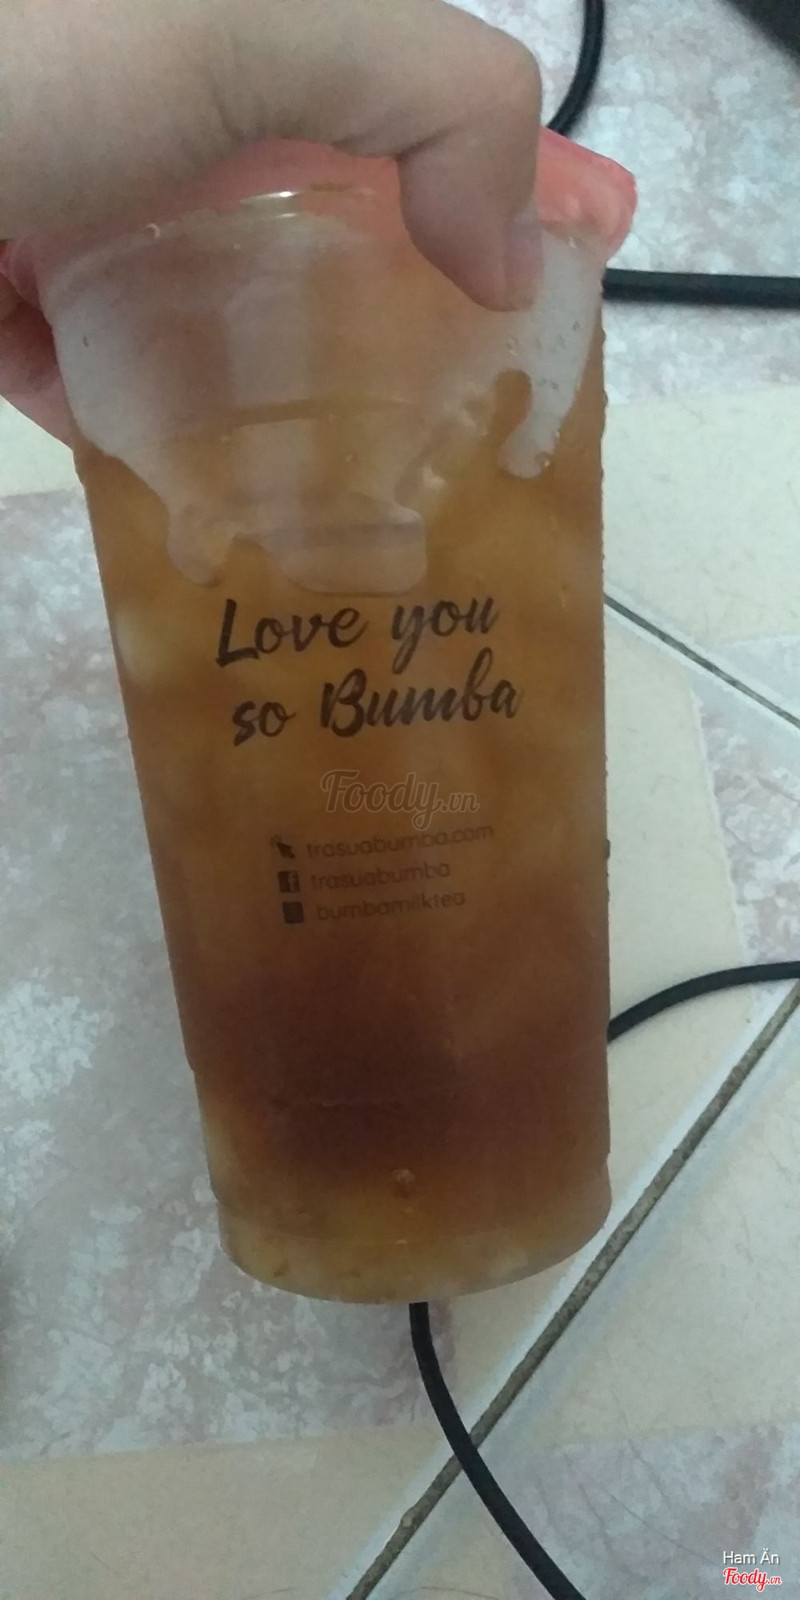 Love you
so Bumba
Foody.vn
trasuabumba.com
trasuabumba
bumbamilktea
Ham Ăn
Foody.vn